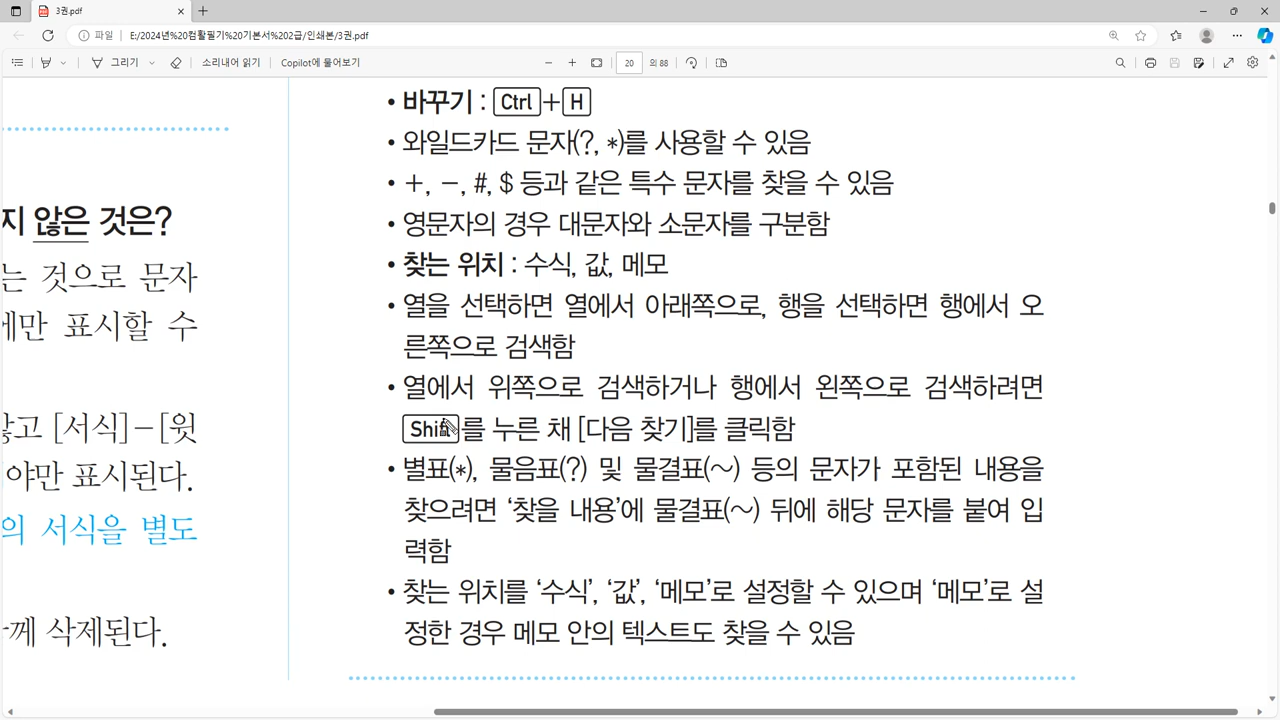 3권.pdf
파일
E:/2024년%20컴활필기%20기본서%202급/인쇄본/3권.pdf
그리기
소리내어 읽기
Copilot에 물어보기
20
의 88
• 바꾸기 : Ctrl+H
• 와일드카드 문자(?, *)를 사용할 수 있음
• +, −, #, $ 등과 같은 특수 문자를 찾을 수 있음
• 영문자의 경우 대문자와 소문자를 구분함
• 찾는 위치 : 수식, 값, 메모
• 열을 선택하면 열에서 아래쪽으로, 행을 선택하면 행에서 오
른쪽으로 검색함
• 열에서 위쪽으로 검색하거나 행에서 왼쪽으로 검색하려면
Shift를 누른 채 [다음 찾기]를 클릭함
• 별표(*), 물음표(?) 및 물결표(~) 등의 문자가 포함된 내용을
찾으려면 ‘찾을 내용’에 물결표(~) 뒤에 해당 문자를 붙여 입
력함
• 찾는 위치를 ‘수식’, ‘값’, ‘메모’로 설정할 수 있으며 ‘메모’로 설
정한 경우 메모 안의 텍스트도 찾을 수 있음
지 않은 것은?
는 것으로 문자
에만 표시할 수
않고 [서식]−[윗
야만 표시된다.
의 서식을 별도
께 삭제된다.